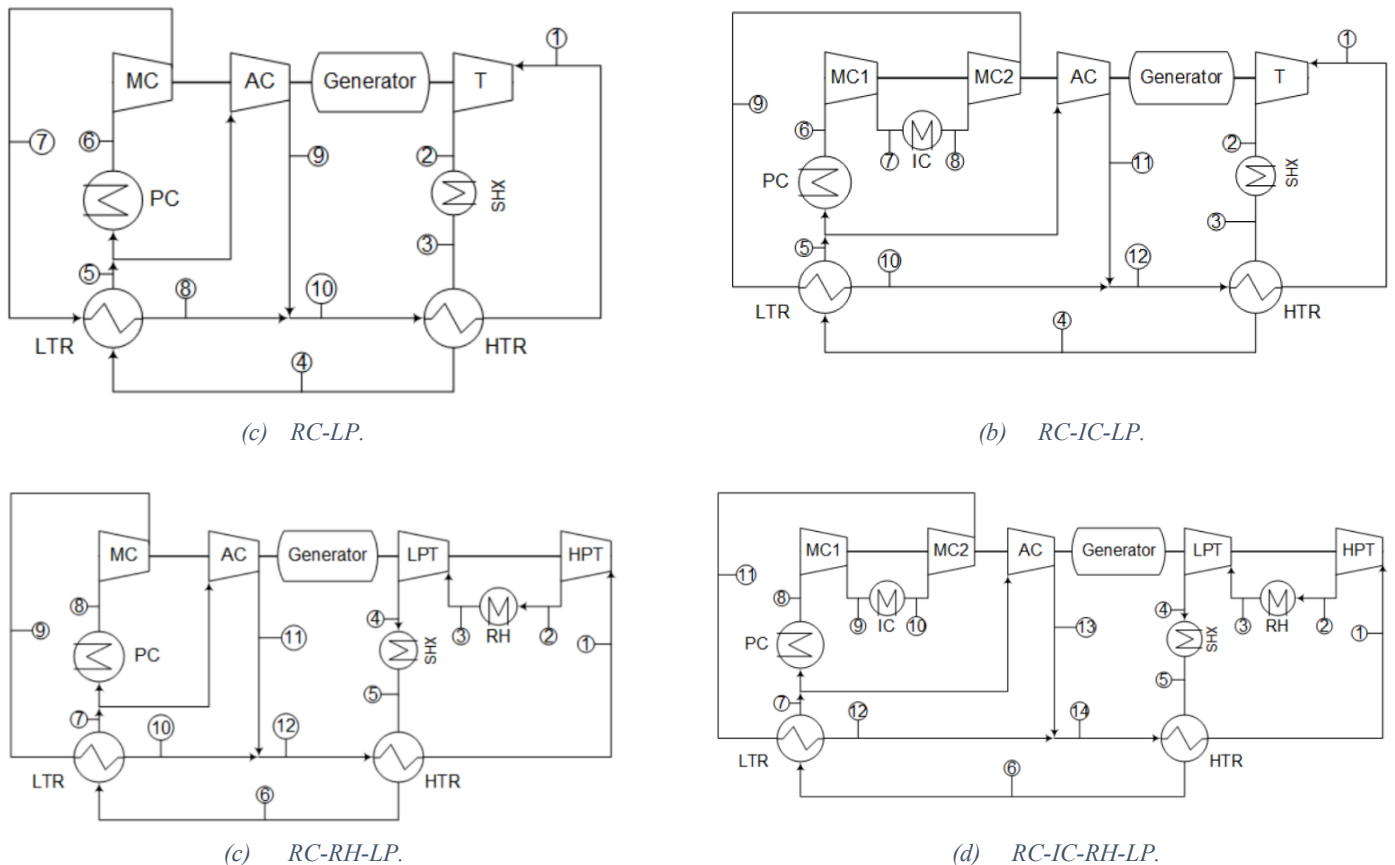 1
MC
AC
Generator
T
7
6
9
2
SHX
PC
3
5
8
10
LTR
HTR
4
(c) RC-LP.
1
MC1
MC2
AC
Generator
T
9
6
7
IC
8
2
SHX
11
PC
3
5
10
12
LTR
HTR
4
(b) RC-IC-LP.
MC
AC
Generator
LPT
HPT
8
4
3
RH
2
9
11
SHX
1
PC
5
7
10
12
LTR
HTR
6
(c) RC-RH-LP.
MC1
MC2
AC
Generator
LPT
HPT
11
8
9
IC
10
4
3
RH
2
13
SHX
1
PC
5
7
12
14
LTR
HTR
6
(d) RC-IC-RH-LP.